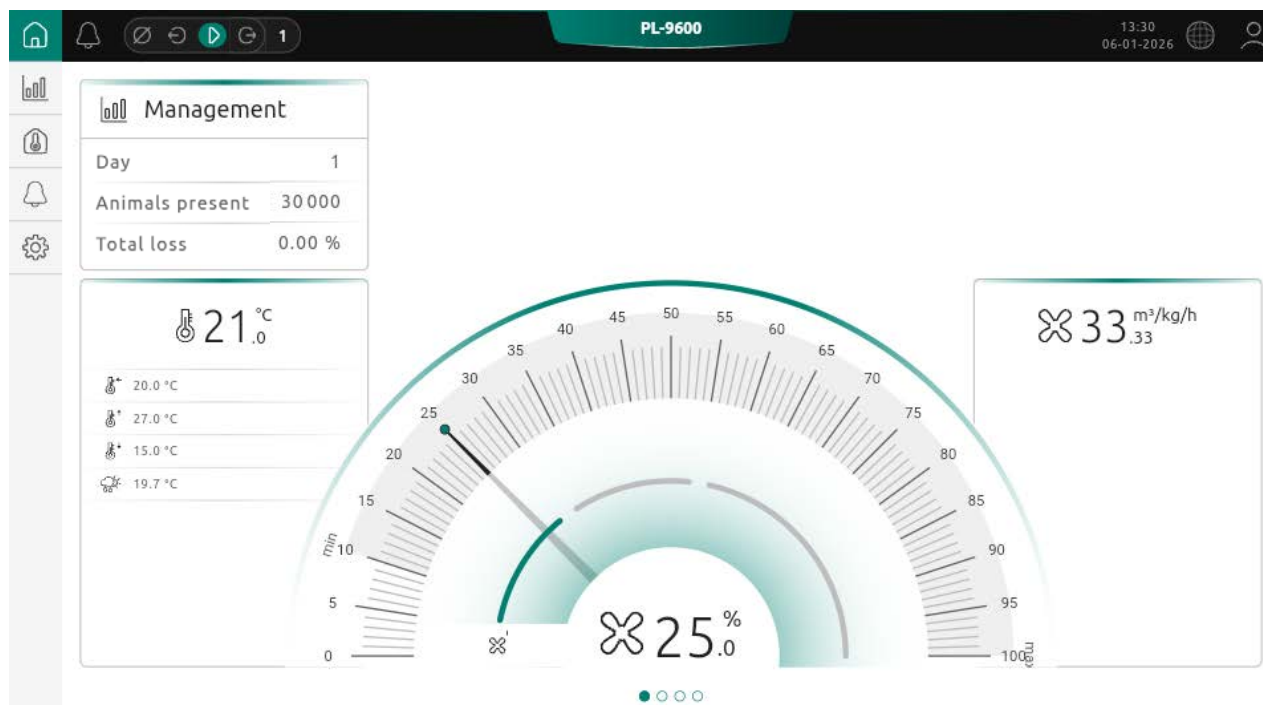 1
PL-9600
13:30
06-01-2026
Management
Day 1
Animals present 30 000
Total loss 0.00 %
21.0 °C
20.0 °C
27.0 °C
15.0 °C
19.7 °C
0
5
10
min
15
20
25
30
35
40
45
50
55
60
65
70
75
80
85
90
95
100
max
25.0 %
33.33 m³/kg/h